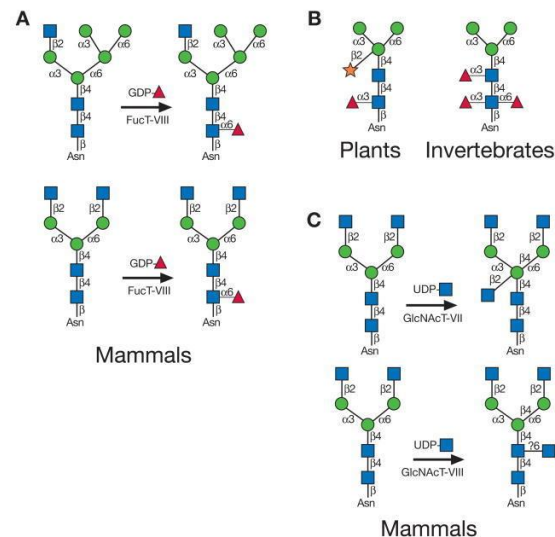 A
β2
α3 α6
α3 α6
β4
β4
β
Asn
GDP-
FucT-VIII
β2
α3 α6
α3 α6
β4
β4
α6
β
Asn
β2 β2
α3 α6
β4
β4
β
Asn
GDP-
FucT-VIII
β2 β2
α3 α6
β4
β4
α6
β
Asn
Mammals
B
α3 α6
β2
β4
β4
α3
β
Asn
Plants
α3 α6
β4
α3
β4
α3 α6
β
Asn
Invertebrates
C
β2 β2
α3 α6
β4
β4
β
Asn
UDP-
GlcNAcT-VII
β2 β4 β2
α3 α6
β2
β4
β4
β
Asn
β2 β2
α3 α6
β4
β4
β
Asn
UDP-
GlcNAcT-VIII
β2 β2
β4
α3 α6
β4
?6
β4
β
Asn
Mammals